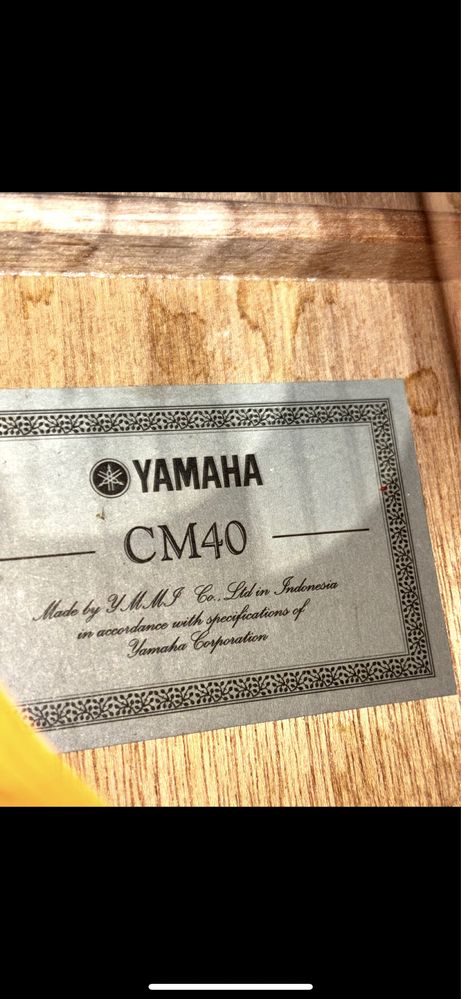 YAMAHA
CM40
Made by YMMI Co., Ltd in Indonesia
in accordance with specifications of
Yamaha Corporation